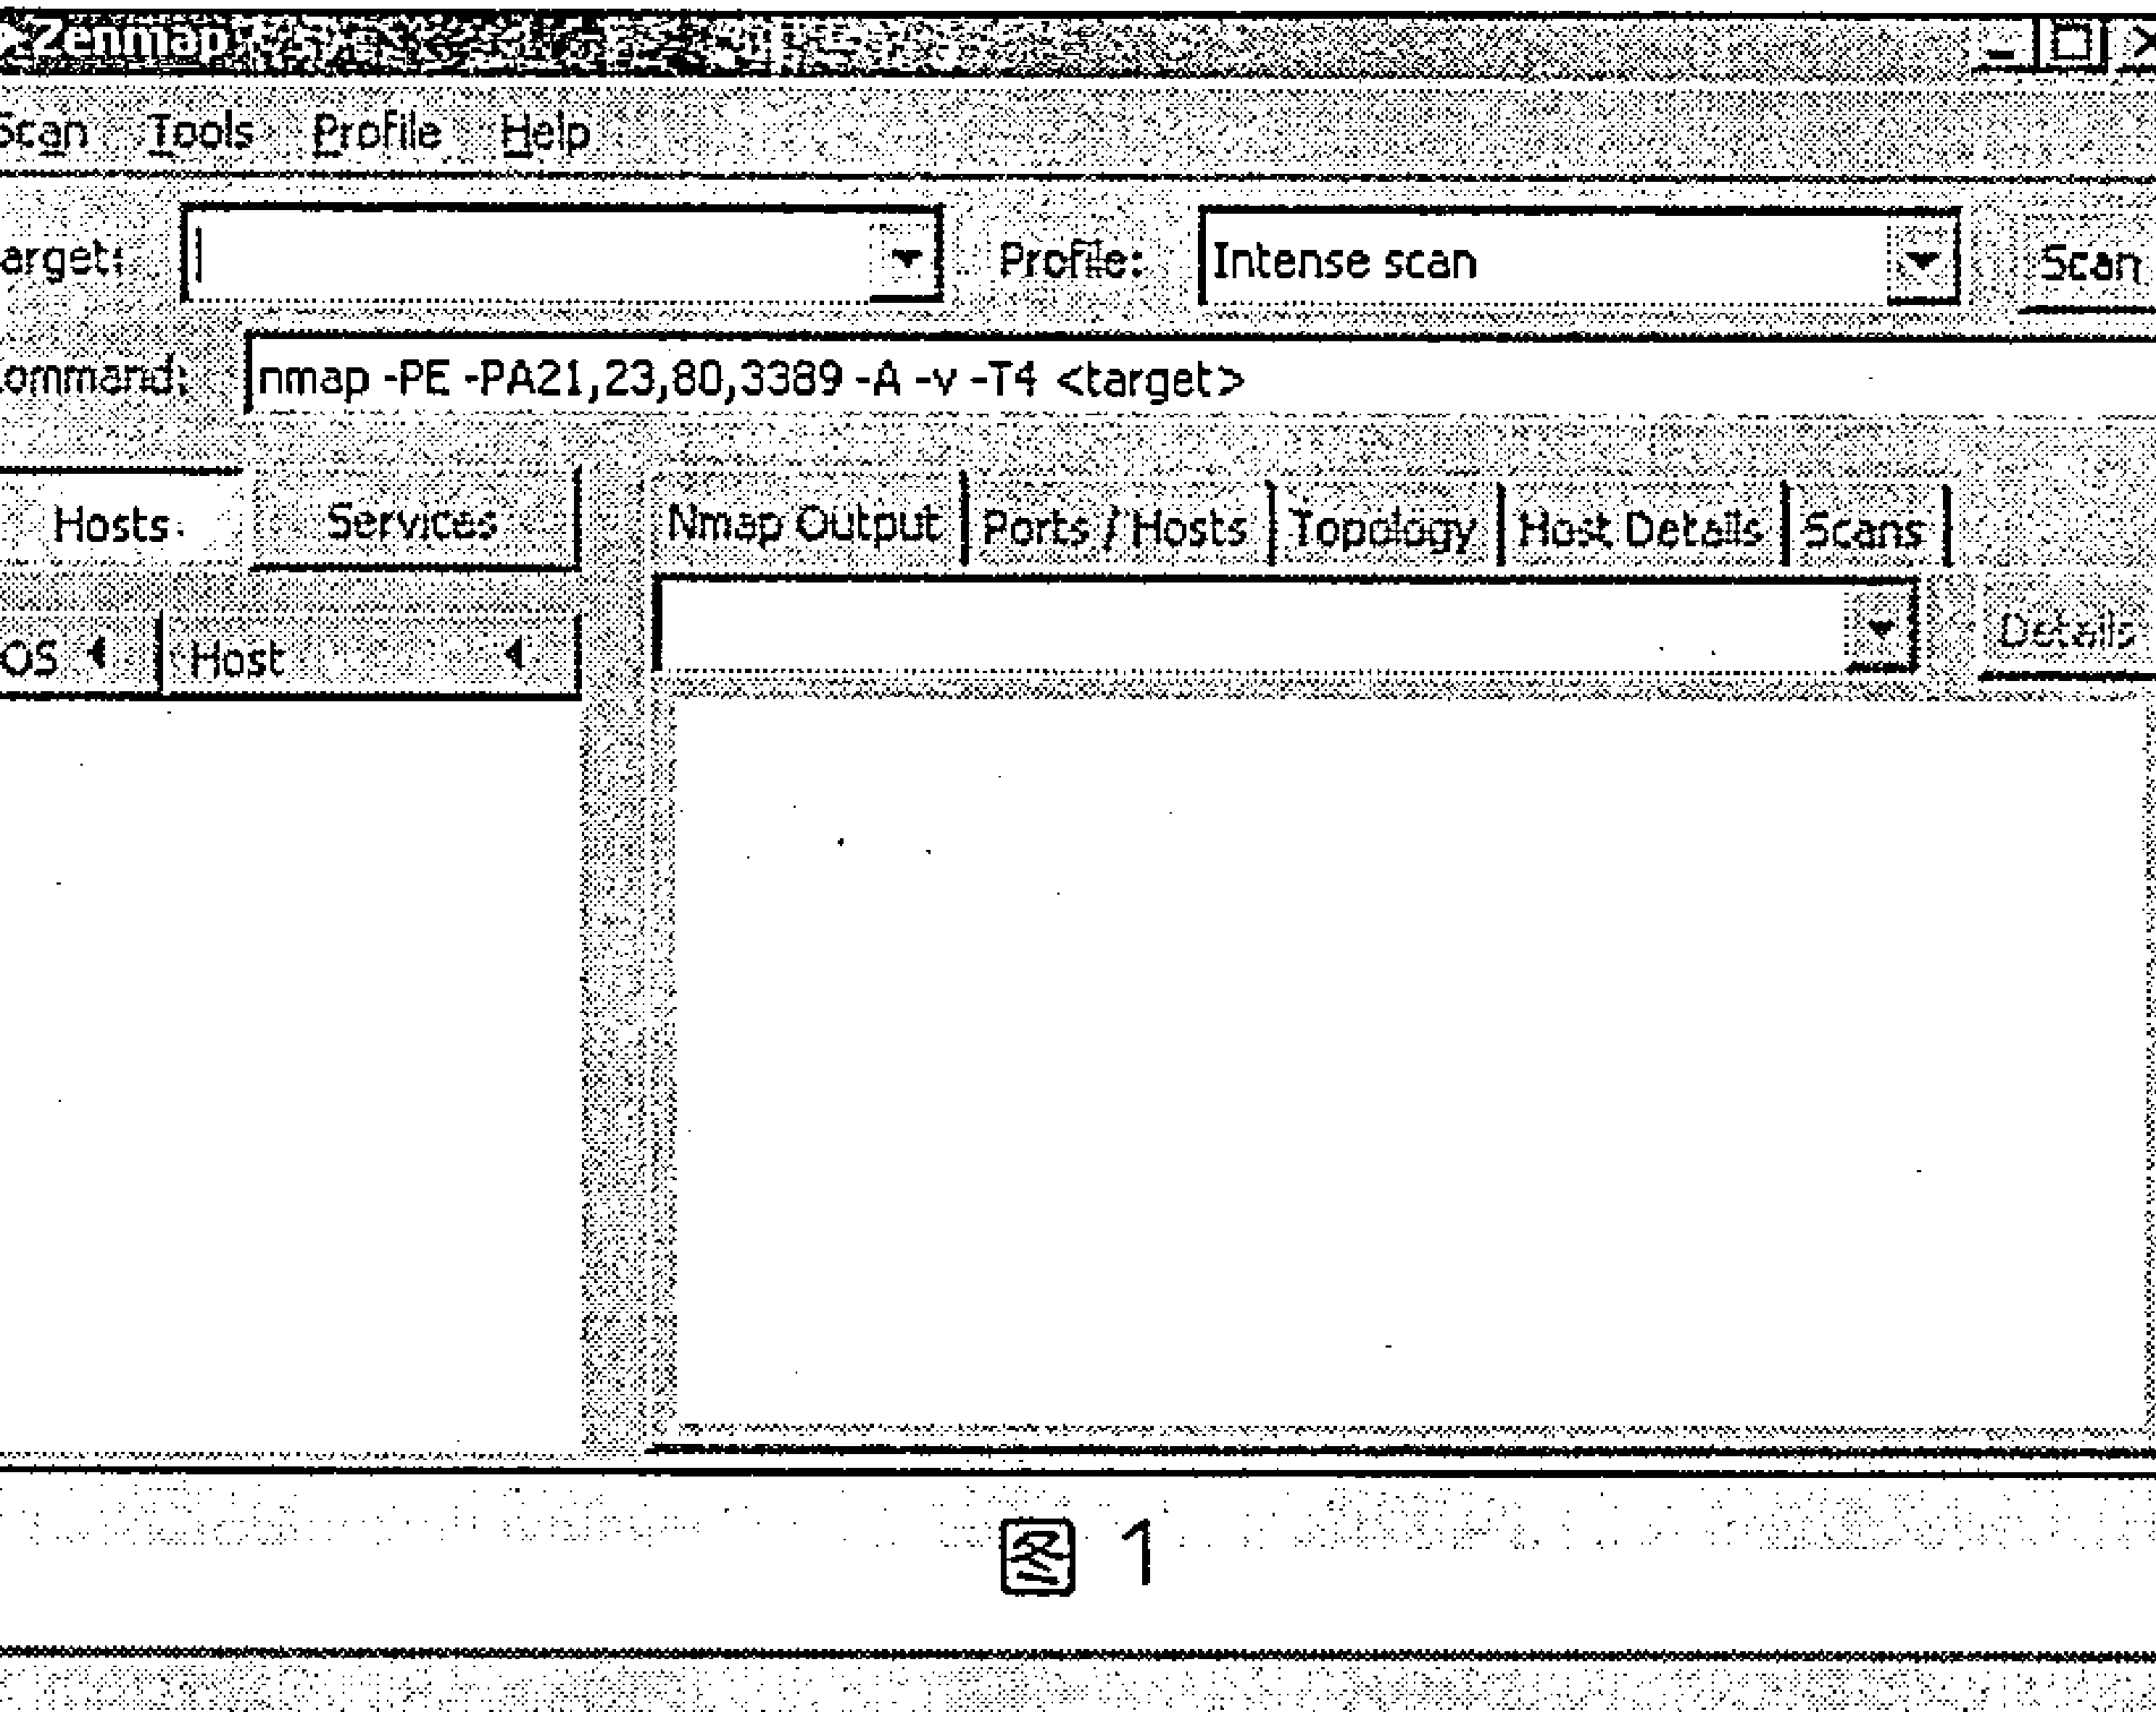 Zenmap
Scan Tools Profile Help
arget: Profile: Intense scan Scan
ommand: nmap -PE -PA21,23,80,3389 -A -v -T4 <target>
Hosts Services Nmap Output Ports / Hosts Topology Host Details Scans
OS Host Details
图 1